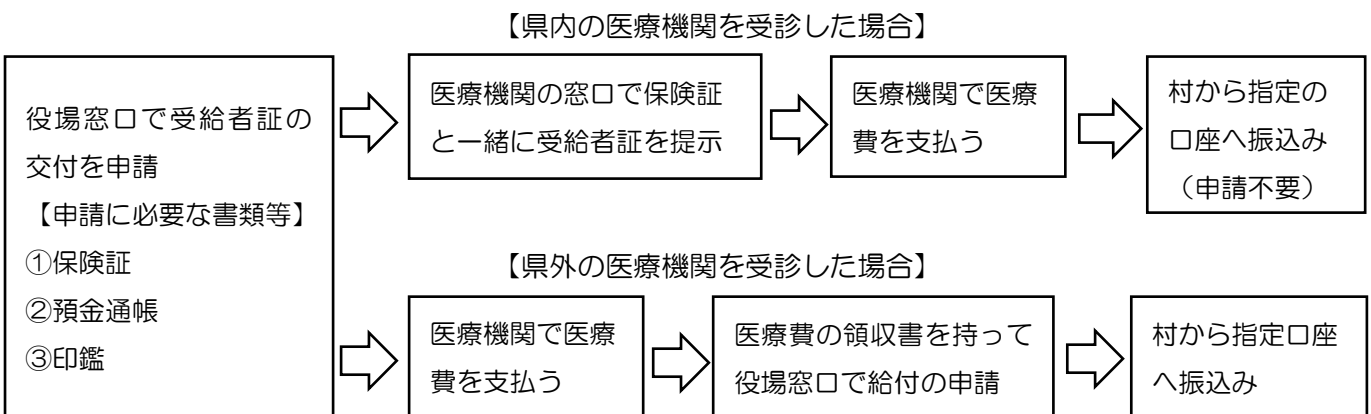 【県内の医療機関を受診した場合】
役場窓口で受給者証の
交付を申請
【申請に必要な書類等】
①保険証
②預金通帳
③印鑑
医療機関の窓口で保険証
と一緒に受給者証を提示
医療機関で医療
費を支払う
村から指定の
口座へ振込み
（申請不要）
【県外の医療機関を受診した場合】
医療機関で医療
費を支払う
医療費の領収書を持って
役場窓口で給付の申請
村から指定口座
へ振込み